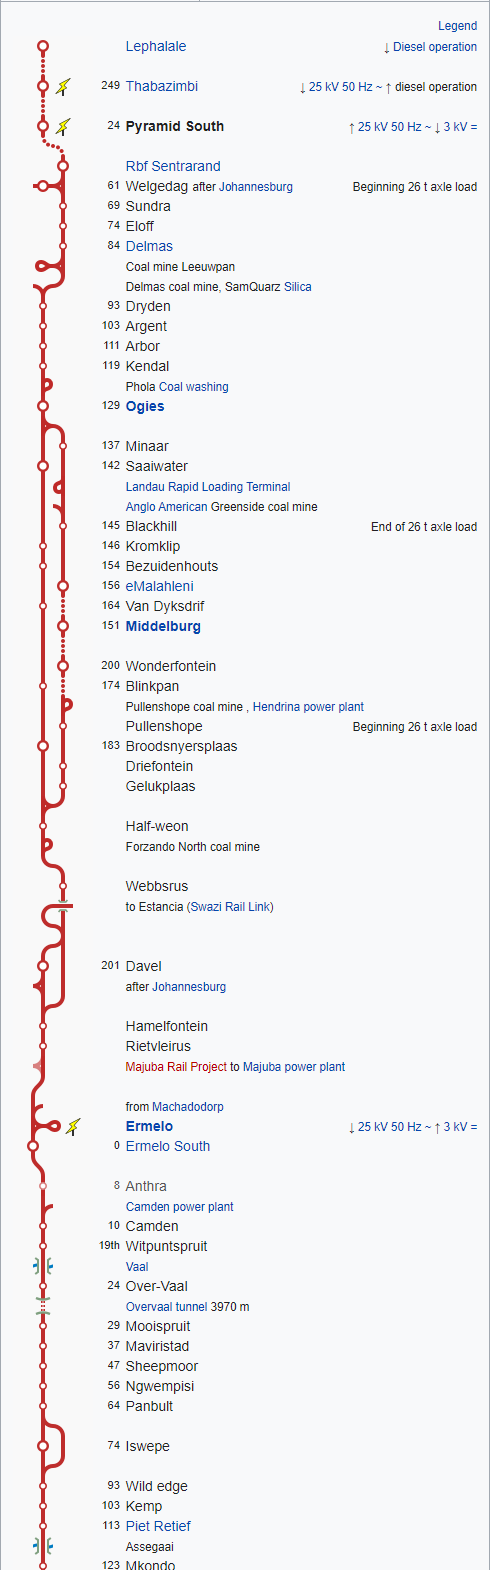 Legend
Lephalale ↓ Diesel operation
249 Thabazimbi ↓ 25 kV 50 Hz ~ ↑ diesel operation
24 Pyramid South ↑ 25 kV 50 Hz ~ ↓ 3 kV =
Rbf Sentrarand
61 Welgedag after Johannesburg Beginning 26 t axle load
69 Sundra
74 Eloff
84 Delmas
Coal mine Leeuwpan
Delmas coal mine, SamQuarz Silica
93 Dryden
103 Argent
111 Arbor
119 Kendal
Phola Coal washing
129 Ogies
137 Minaar
142 Saaiwater
Landau Rapid Loading Terminal
Anglo American Greenside coal mine
145 Blackhill End of 26 t axle load
146 Kromklip
154 Bezuidenhouts
156 eMalahleni
164 Van Dyksdrif
151 Middelburg
200 Wonderfontein
174 Blinkpan
Pullenshope coal mine , Hendrina power plant
Pullenshope Beginning 26 t axle load
183 Broodsnyersplaas
Driefontein
Gelukplaas
Half-weon
Forzando North coal mine
Webbsrus
to Estancia (Swazi Rail Link)
201 Davel
after Johannesburg
Hamelfontein
Rietvleirus
Majuba Rail Project to Majuba power plant
from Machadodorp
Ermelo ↓ 25 kV 50 Hz ~ ↑ 3 kV =
0 Ermelo South
8 Anthra
Camden power plant
10 Camden
19th Witpuntspruit
Vaal
24 Over-Vaal
Overvaal tunnel 3970 m
29 Mooispruit
37 Maviristad
47 Sheepmoor
56 Ngwempisi
64 Panbult
74 Iswepe
93 Wild edge
103 Kemp
113 Piet Retief
Assegaai
123 Mkondo